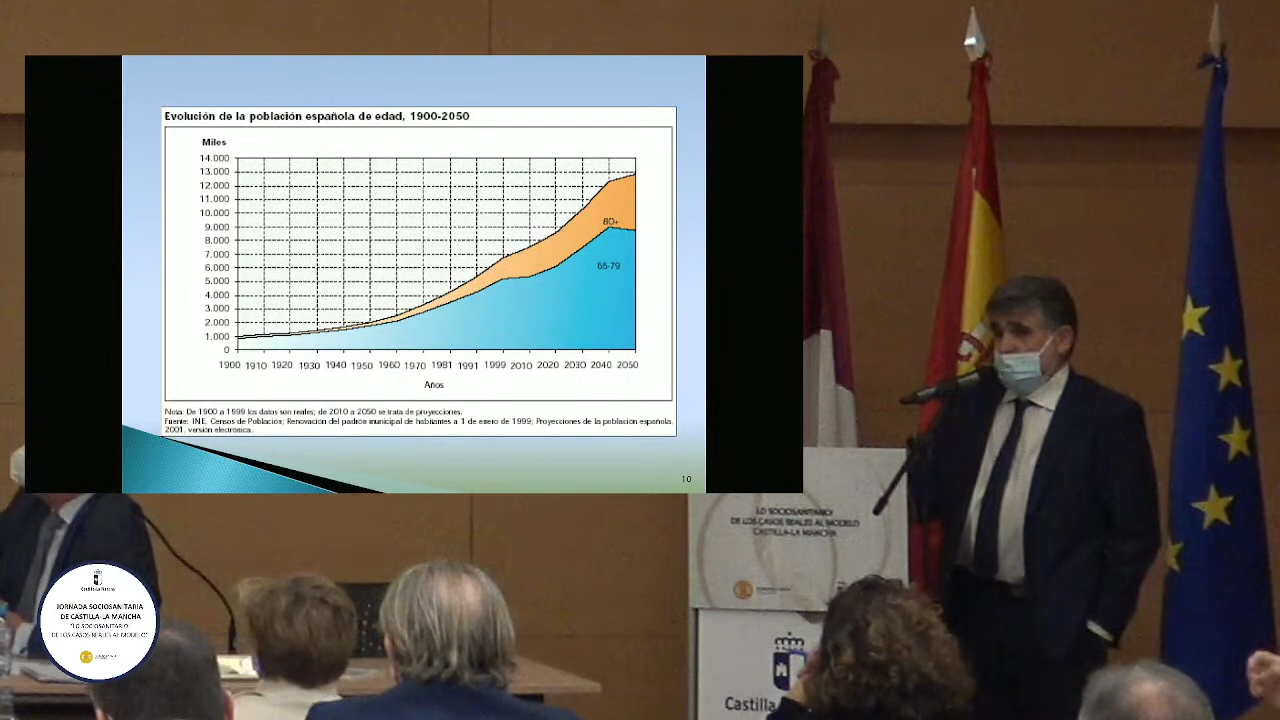 Evolución de la población española de edad, 1900-2050
Miles
14.000
13.000
12.000
11.000
10.000
9.000
8.000
7.000
6.000
5.000
4.000
3.000
2.000
1.000
0
80+
65-79
1900 1910 1920 1930 1940 1950 1960 1970 1981 1991 1999 2010 2020 2030 2040 2050
Años
Nota: De 1900 a 1999 los datos son reales; de 2010 a 2050 se trata de proyecciones.
Fuente: INE, Censos de Población; Renovación del padrón municipal de habitantes a 1 de enero de 1999; Proyecciones de la población española,
2001, versión electrónica.
10
LO SOCIOSANITARIO
DE LOS CASOS REALES AL MODELO
CASTILLA-LA MANCHA
Castilla
Castilla-La Mancha
JORNADA SOCIOSANITARIA
DE CASTILLA-LA MANCHA
"LO SOCIOSANITARIO
DE LOS CASOS REALES AL MODELO"